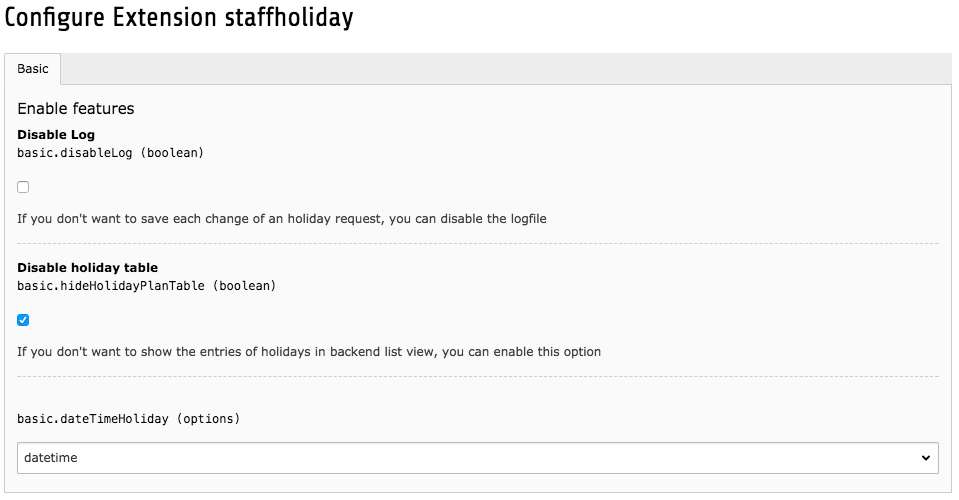 Configure Extension staffholiday
Basic
Enable features
Disable Log
basic.disableLog (boolean)
If you don't want to save each change of an holiday request, you can disable the logfile
Disable holiday table
basic.hideHolidayPlanTable (boolean)
If you don't want to show the entries of holidays in backend list view, you can enable this option
basic.dateTimeHoliday (options)
datetime